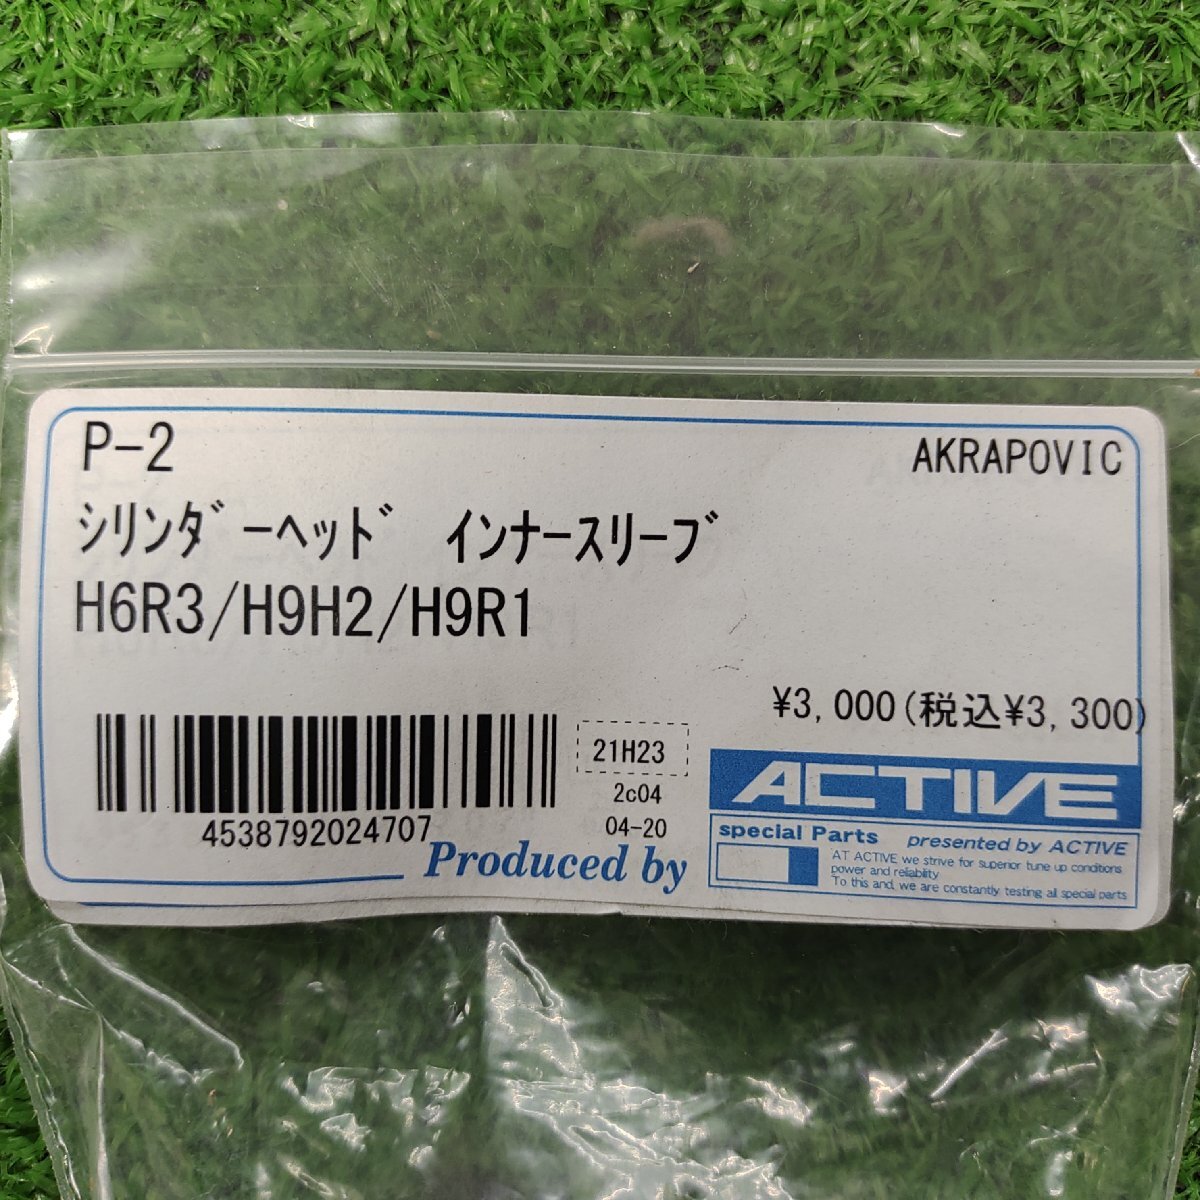 P-2
AKRAPOVIC
ｼﾘﾝﾀﾞｰﾍｯﾄﾞ ｲﾝﾅｰｽﾘｰﾌﾞ
H6R3/H9H2/H9R1
¥3,000(税込¥3,300)
4538792024707
21H23
2c04
04-20
Produced by
ACTIVE
special Parts presented by ACTIVE
AT ACTIVE we strive for superior tune up conditions
power and reliability
To this and, we are constantly testing all special parts